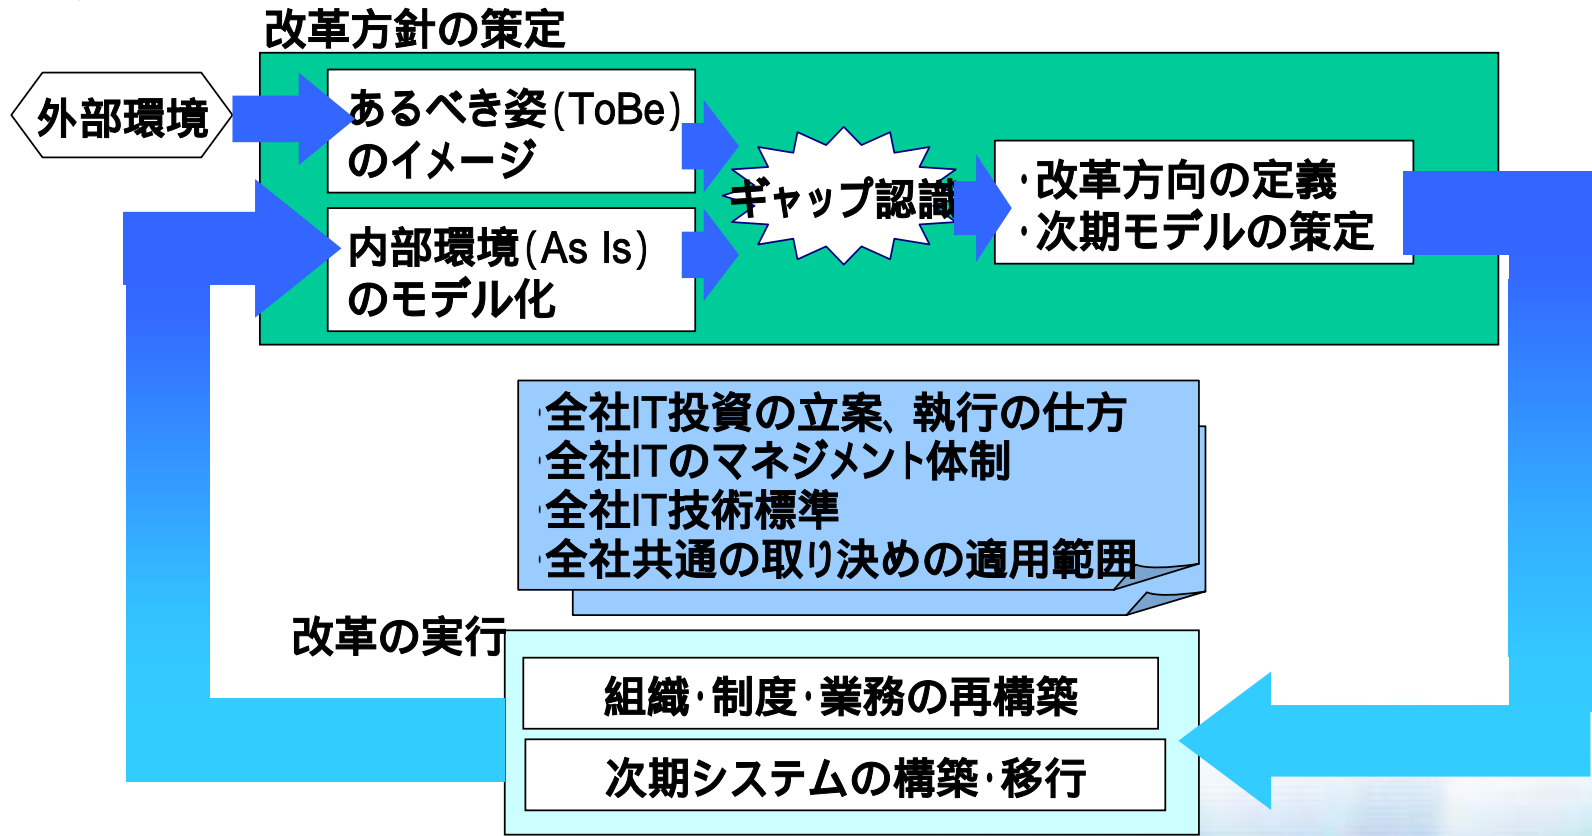 改革方針の策定
外部環境
あるべき姿(ToBe)
のイメージ
内部環境(As Is)
のモデル化
ギャップ認識
・改革方向の定義
・次期モデルの策定
・全社IT投資の立案、執行の仕方
・全社ITのマネジメント体制
・全社IT技術標準
・全社共通の取り決めの適用範囲
改革の実行
組織・制度・業務の再構築
次期システムの構築・移行